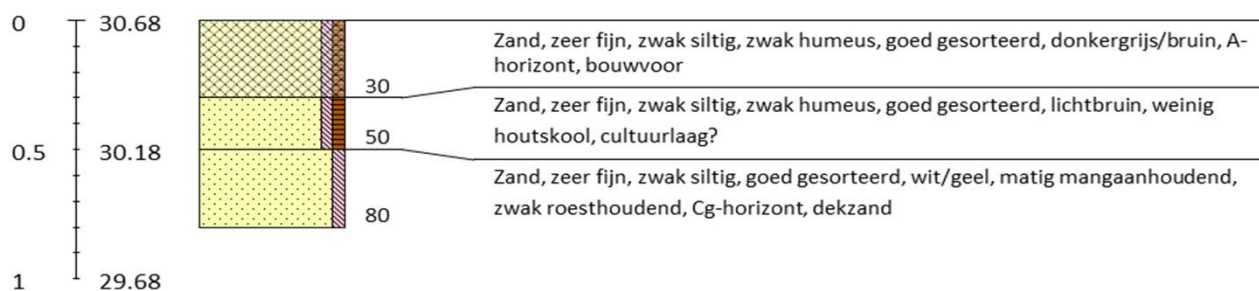 0 30.68
Zand, zeer fijn, zwak siltig, zwak humeus, goed gesorteerd, donkergrijs/bruin, A-
horizont, bouwvoor
30
Zand, zeer fijn, zwak siltig, zwak humeus, goed gesorteerd, lichtbruin, weinig
houtskool, cultuurlaag?
50
0.5 30.18
Zand, zeer fijn, zwak siltig, goed gesorteerd, wit/geel, matig mangaanhoudend,
zwak roesthoudend, Cg-horizont, dekzand
80
1 29.68